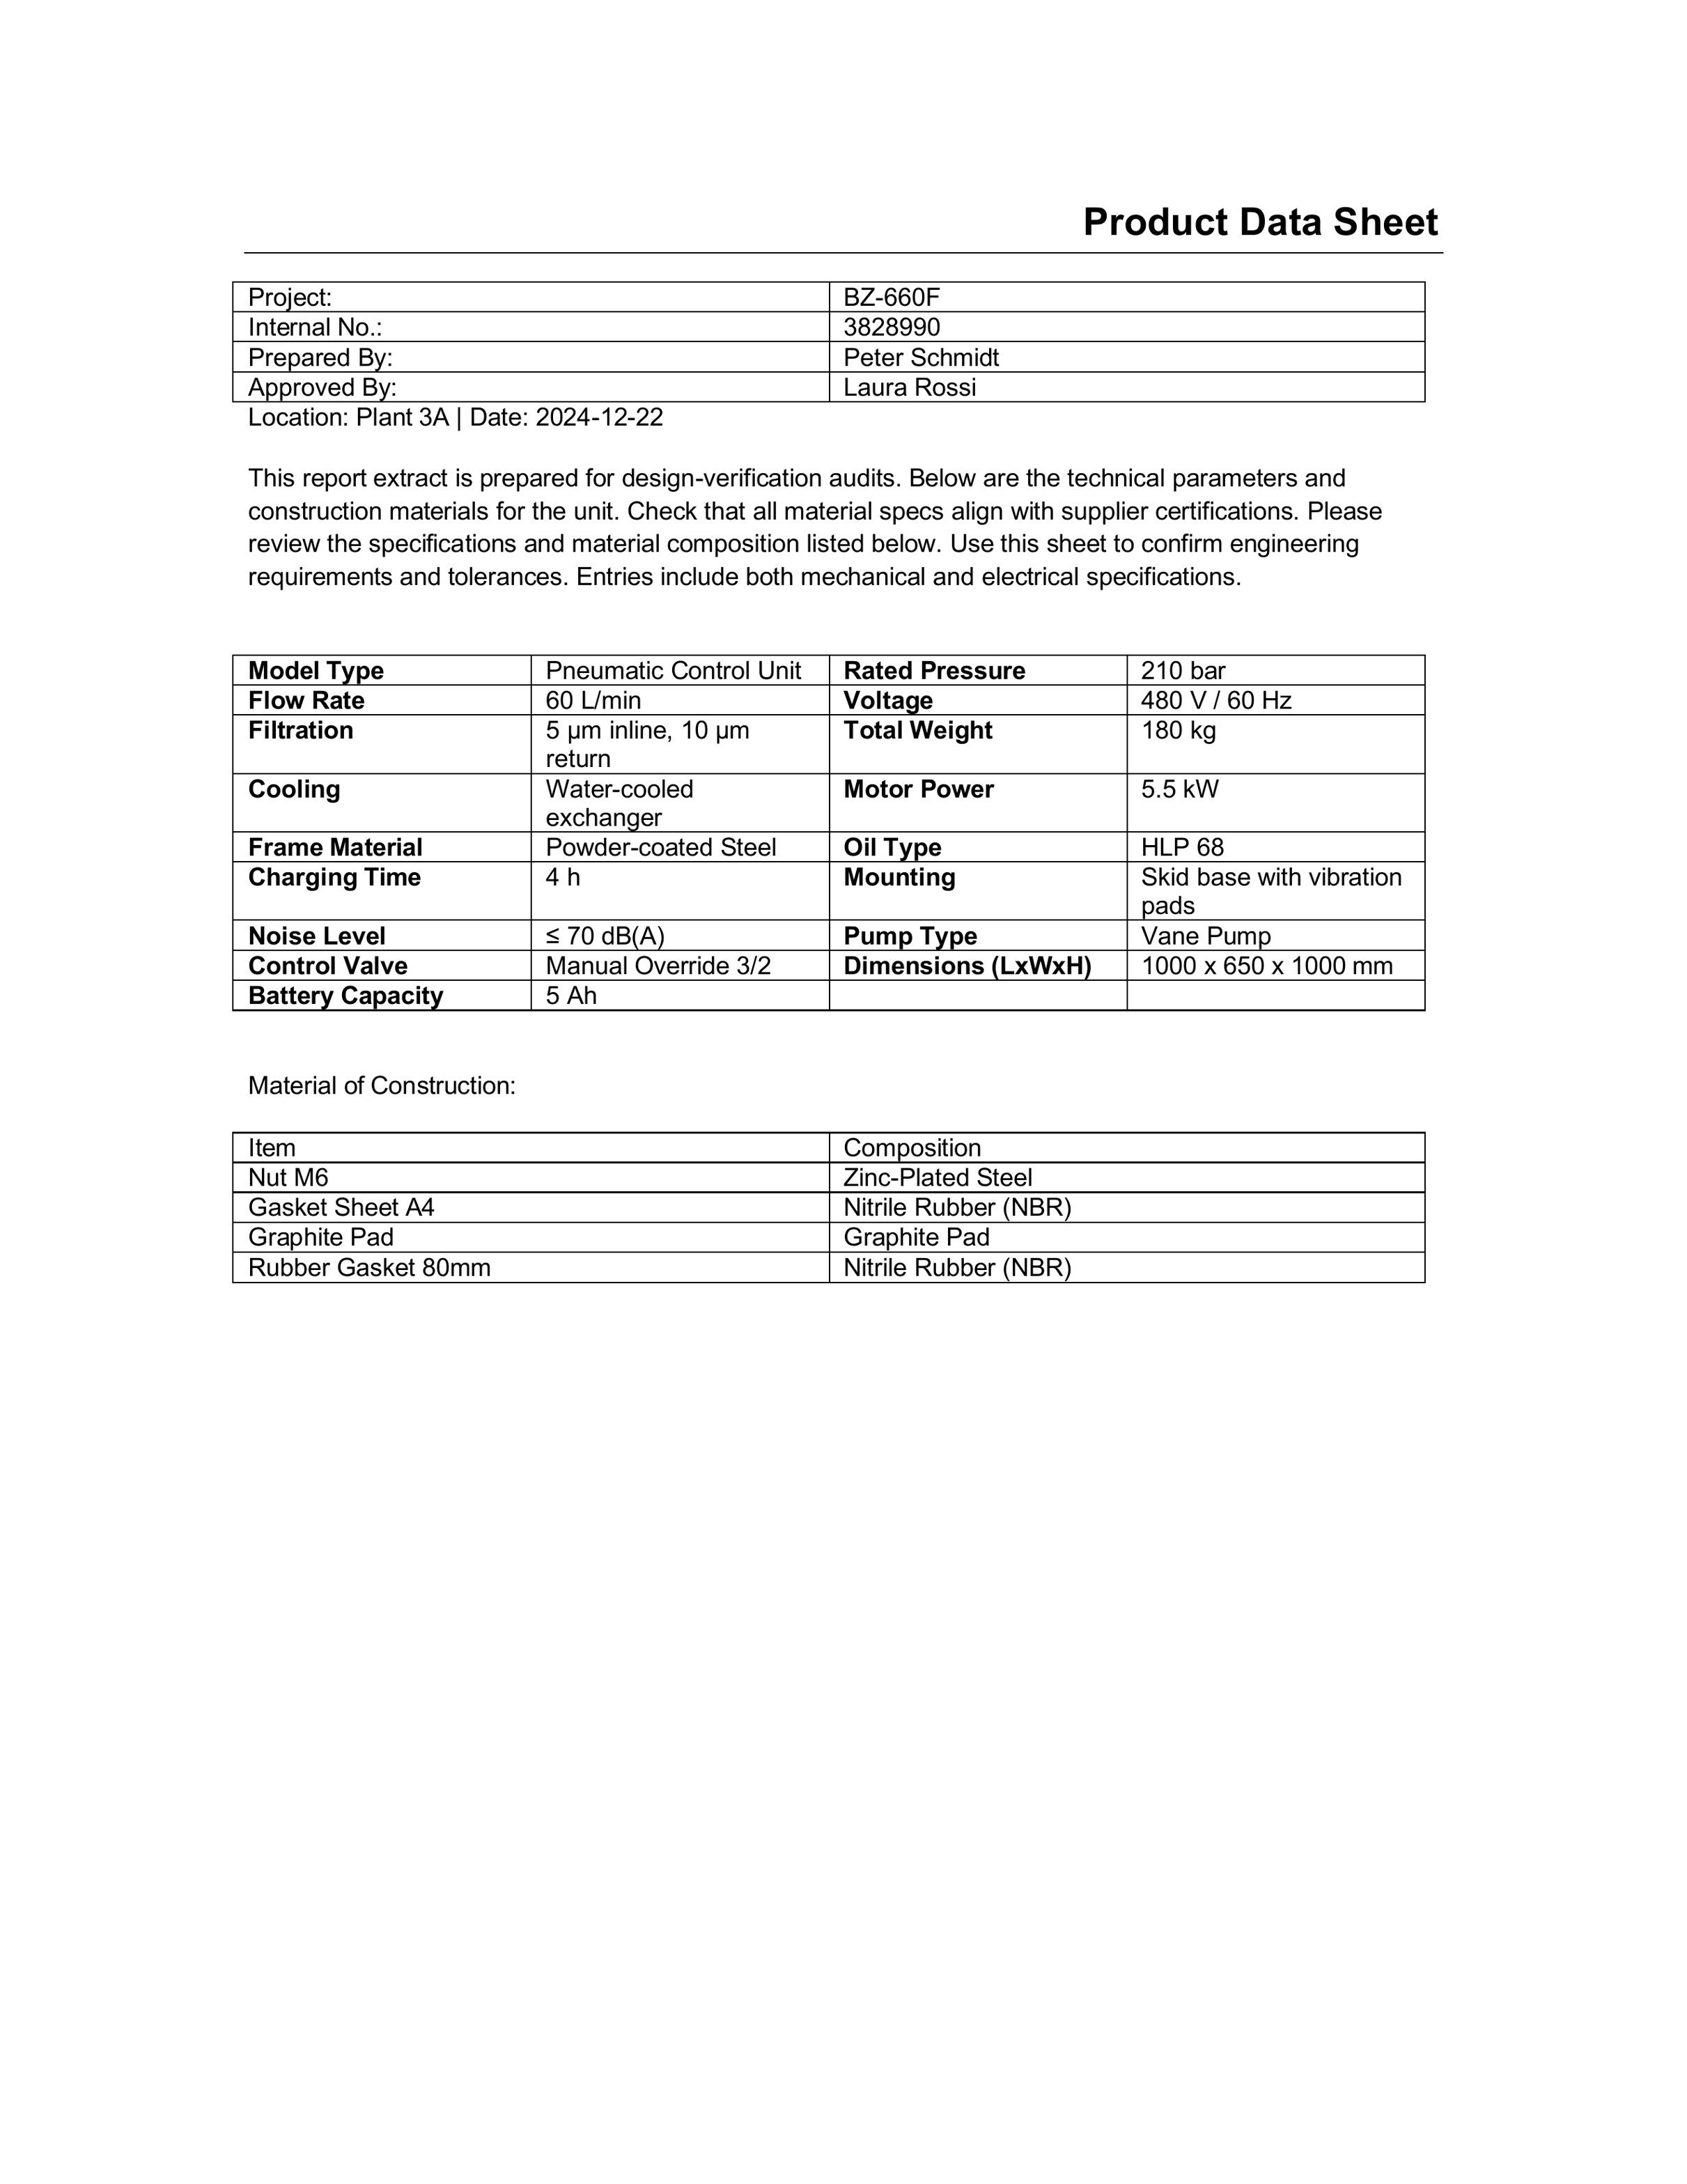 Product Data Sheet
Project: BZ-660F
Internal No.: 3828990
Prepared By: Peter Schmidt
Approved By: Laura Rossi
Location: Plant 3A | Date: 2024-12-22
This report extract is prepared for design-verification audits. Below are the technical parameters and
construction materials for the unit. Check that all material specs align with supplier certifications. Please
review the specifications and material composition listed below. Use this sheet to confirm engineering
requirements and tolerances. Entries include both mechanical and electrical specifications.
Model Type Pneumatic Control Unit Rated Pressure 210 bar
Flow Rate 60 L/min Voltage 480 V / 60 Hz
Filtration 5 µm inline, 10 µm return Total Weight 180 kg
Cooling Water-cooled exchanger Motor Power 5.5 kW
Frame Material Powder-coated Steel Oil Type HLP 68
Charging Time 4 h Mounting Skid base with vibration pads
Noise Level ≤ 70 dB(A) Pump Type Vane Pump
Control Valve Manual Override 3/2 Dimensions (LxWxH) 1000 x 650 x 1000 mm
Battery Capacity 5 Ah
Material of Construction:
Item Composition
Nut M6 Zinc-Plated Steel
Gasket Sheet A4 Nitrile Rubber (NBR)
Graphite Pad Graphite Pad
Rubber Gasket 80mm Nitrile Rubber (NBR)